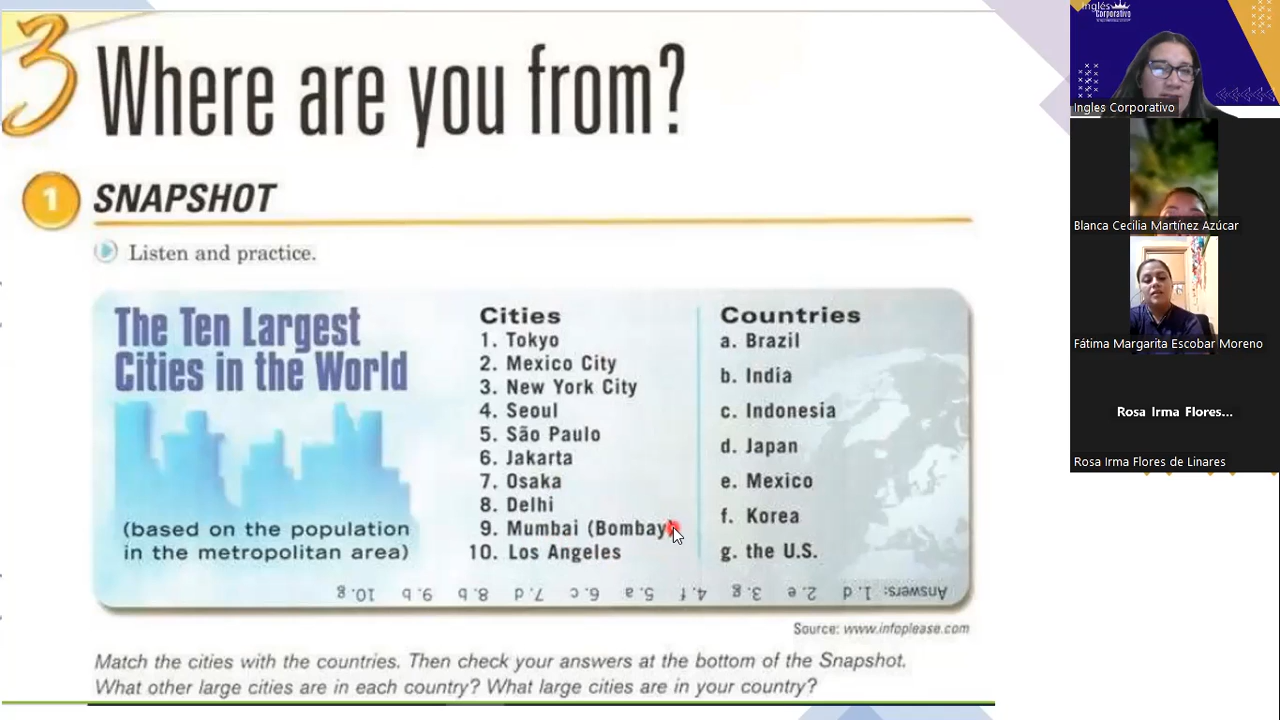 3 Where are you from?
1 SNAPSHOT
Listen and practice.
The Ten Largest
Cities in the World
(based on the population
in the metropolitan area)
Cities
1. Tokyo
2. Mexico City
3. New York City
4. Seoul
5. São Paulo
6. Jakarta
7. Osaka
8. Delhi
9. Mumbai (Bombay)
10. Los Angeles
Countries
a. Brazil
b. India
c. Indonesia
d. Japan
e. Mexico
f. Korea
g. the U.S.
Answers: 1. d 2. e 3. g 4. f 5. a 6. c 7. d 8. b 9. b 10. g
Source: www.infoplease.com
Match the cities with the countries. Then check your answers at the bottom of the Snapshot.
What other large cities are in each country? What large cities are in your country?
Inglés
Corporativo
Ingles Corporativo
Blanca Cecilia Martínez Azúcar
Fátima Margarita Escobar Moreno
Rosa Irma Flores...
Rosa Irma Flores de Linares